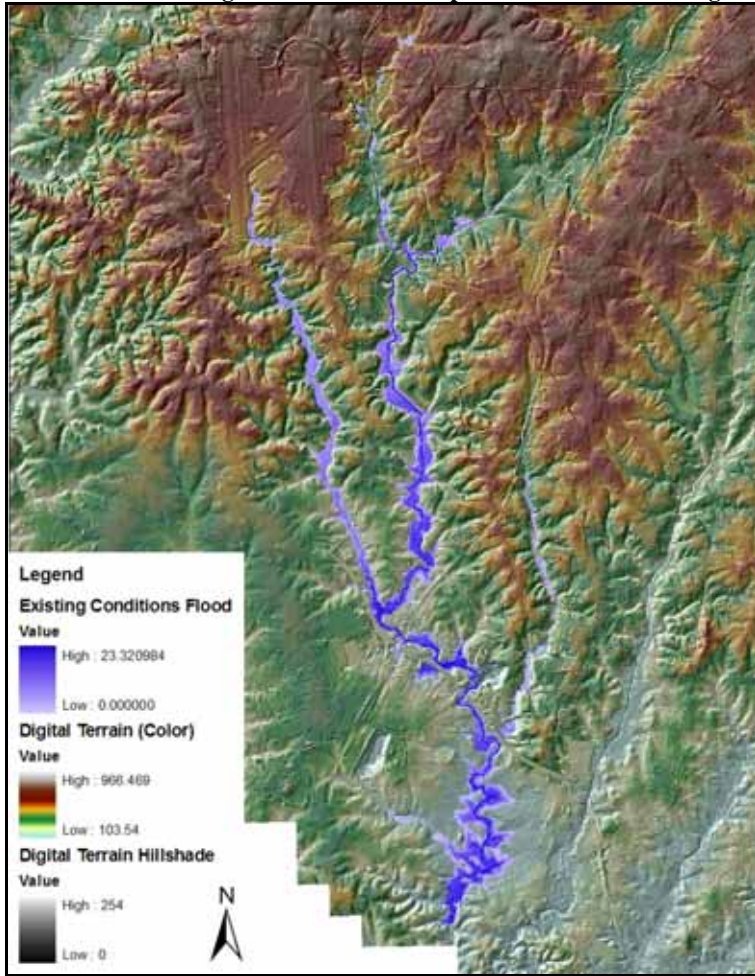 Legend
Existing Conditions Flood
Value
High : 23.320984
Low : 0.000000
Digital Terrain (Color)
Value
High : 966.469
Low : 103.54
Digital Terrain Hillshade
Value
High : 254
Low : 0
N